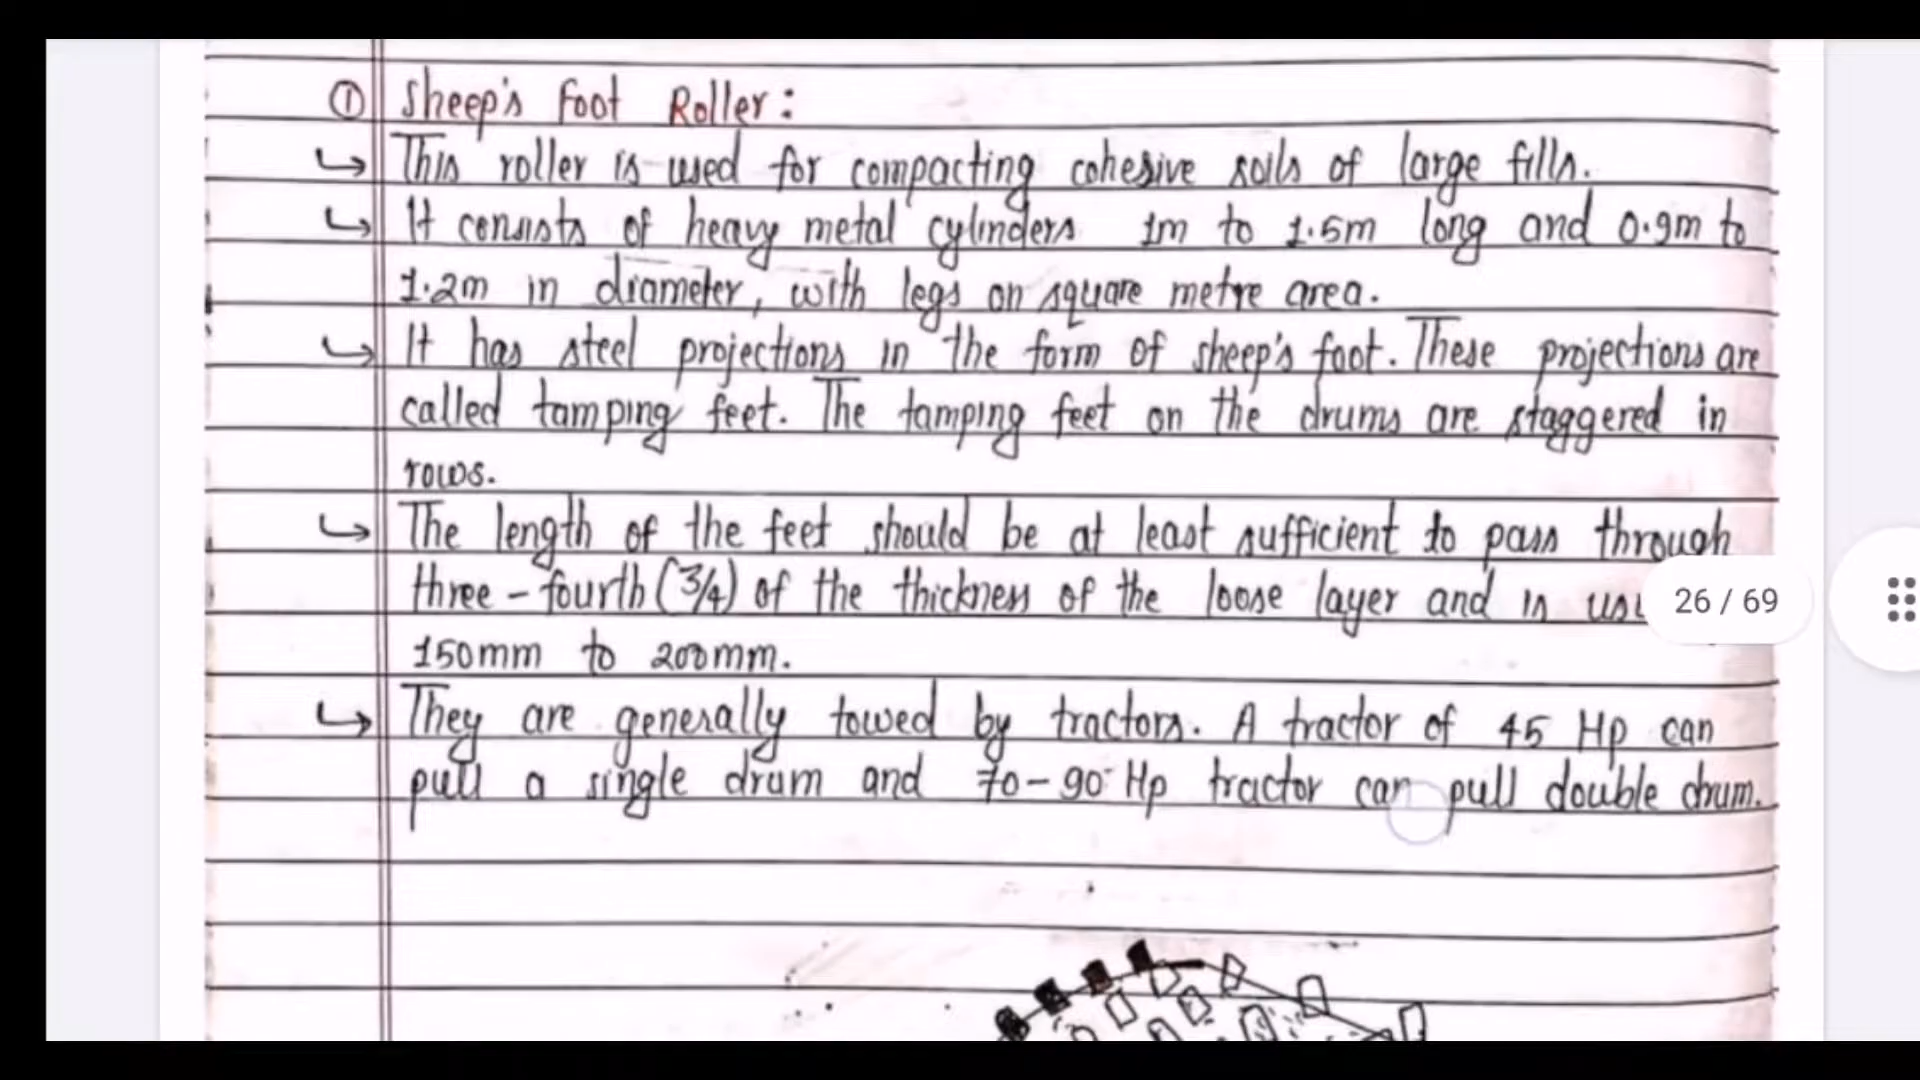 ① Sheep's Foot Roller:
↳ This roller is used for compacting cohesive soils of large fills.
↳ It consists of heavy metal cylinders 1m to 1.5m long and 0.9m to
1.2m in diameter, with legs on square metre area.
↳ It has steel projections in the form of sheep's foot. These projections are
called tamping feet. The tamping feet on the drums are staggered in
rows.
↳ The length of the feet should be at least sufficient to pass through
three-fourth (3/4) of the thickness of the loose layer and is
26 / 69
150mm to 200mm.
↳ They are generally towed by tractors. A tractor of 45 Hp can
pull a single drum and 70-90 Hp tractor can pull double drum.